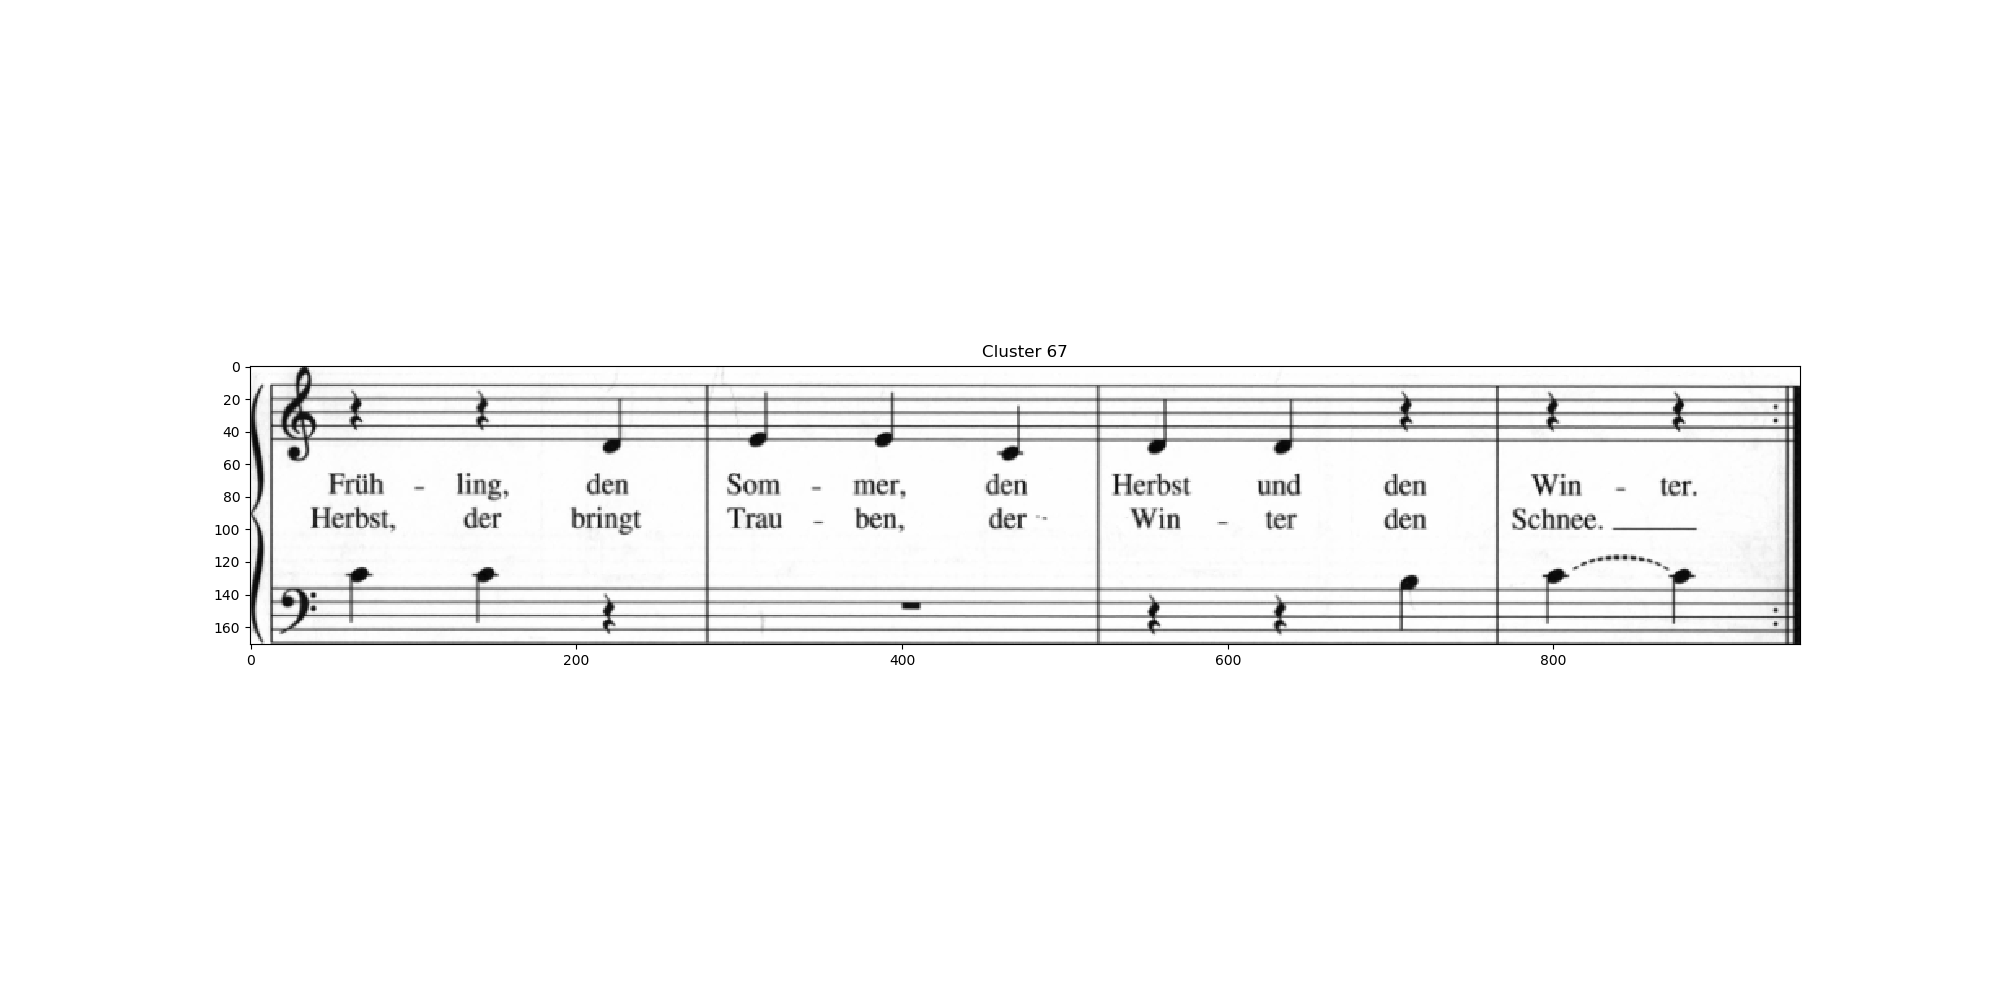 Cluster 67
0
20
40
60
80
100
120
140
160
Früh - ling, den Som - mer, den Herbst und den Win - ter.
Herbst, der bringt Trau - ben, der Win - ter den Schnee.
0 200 400 600 800